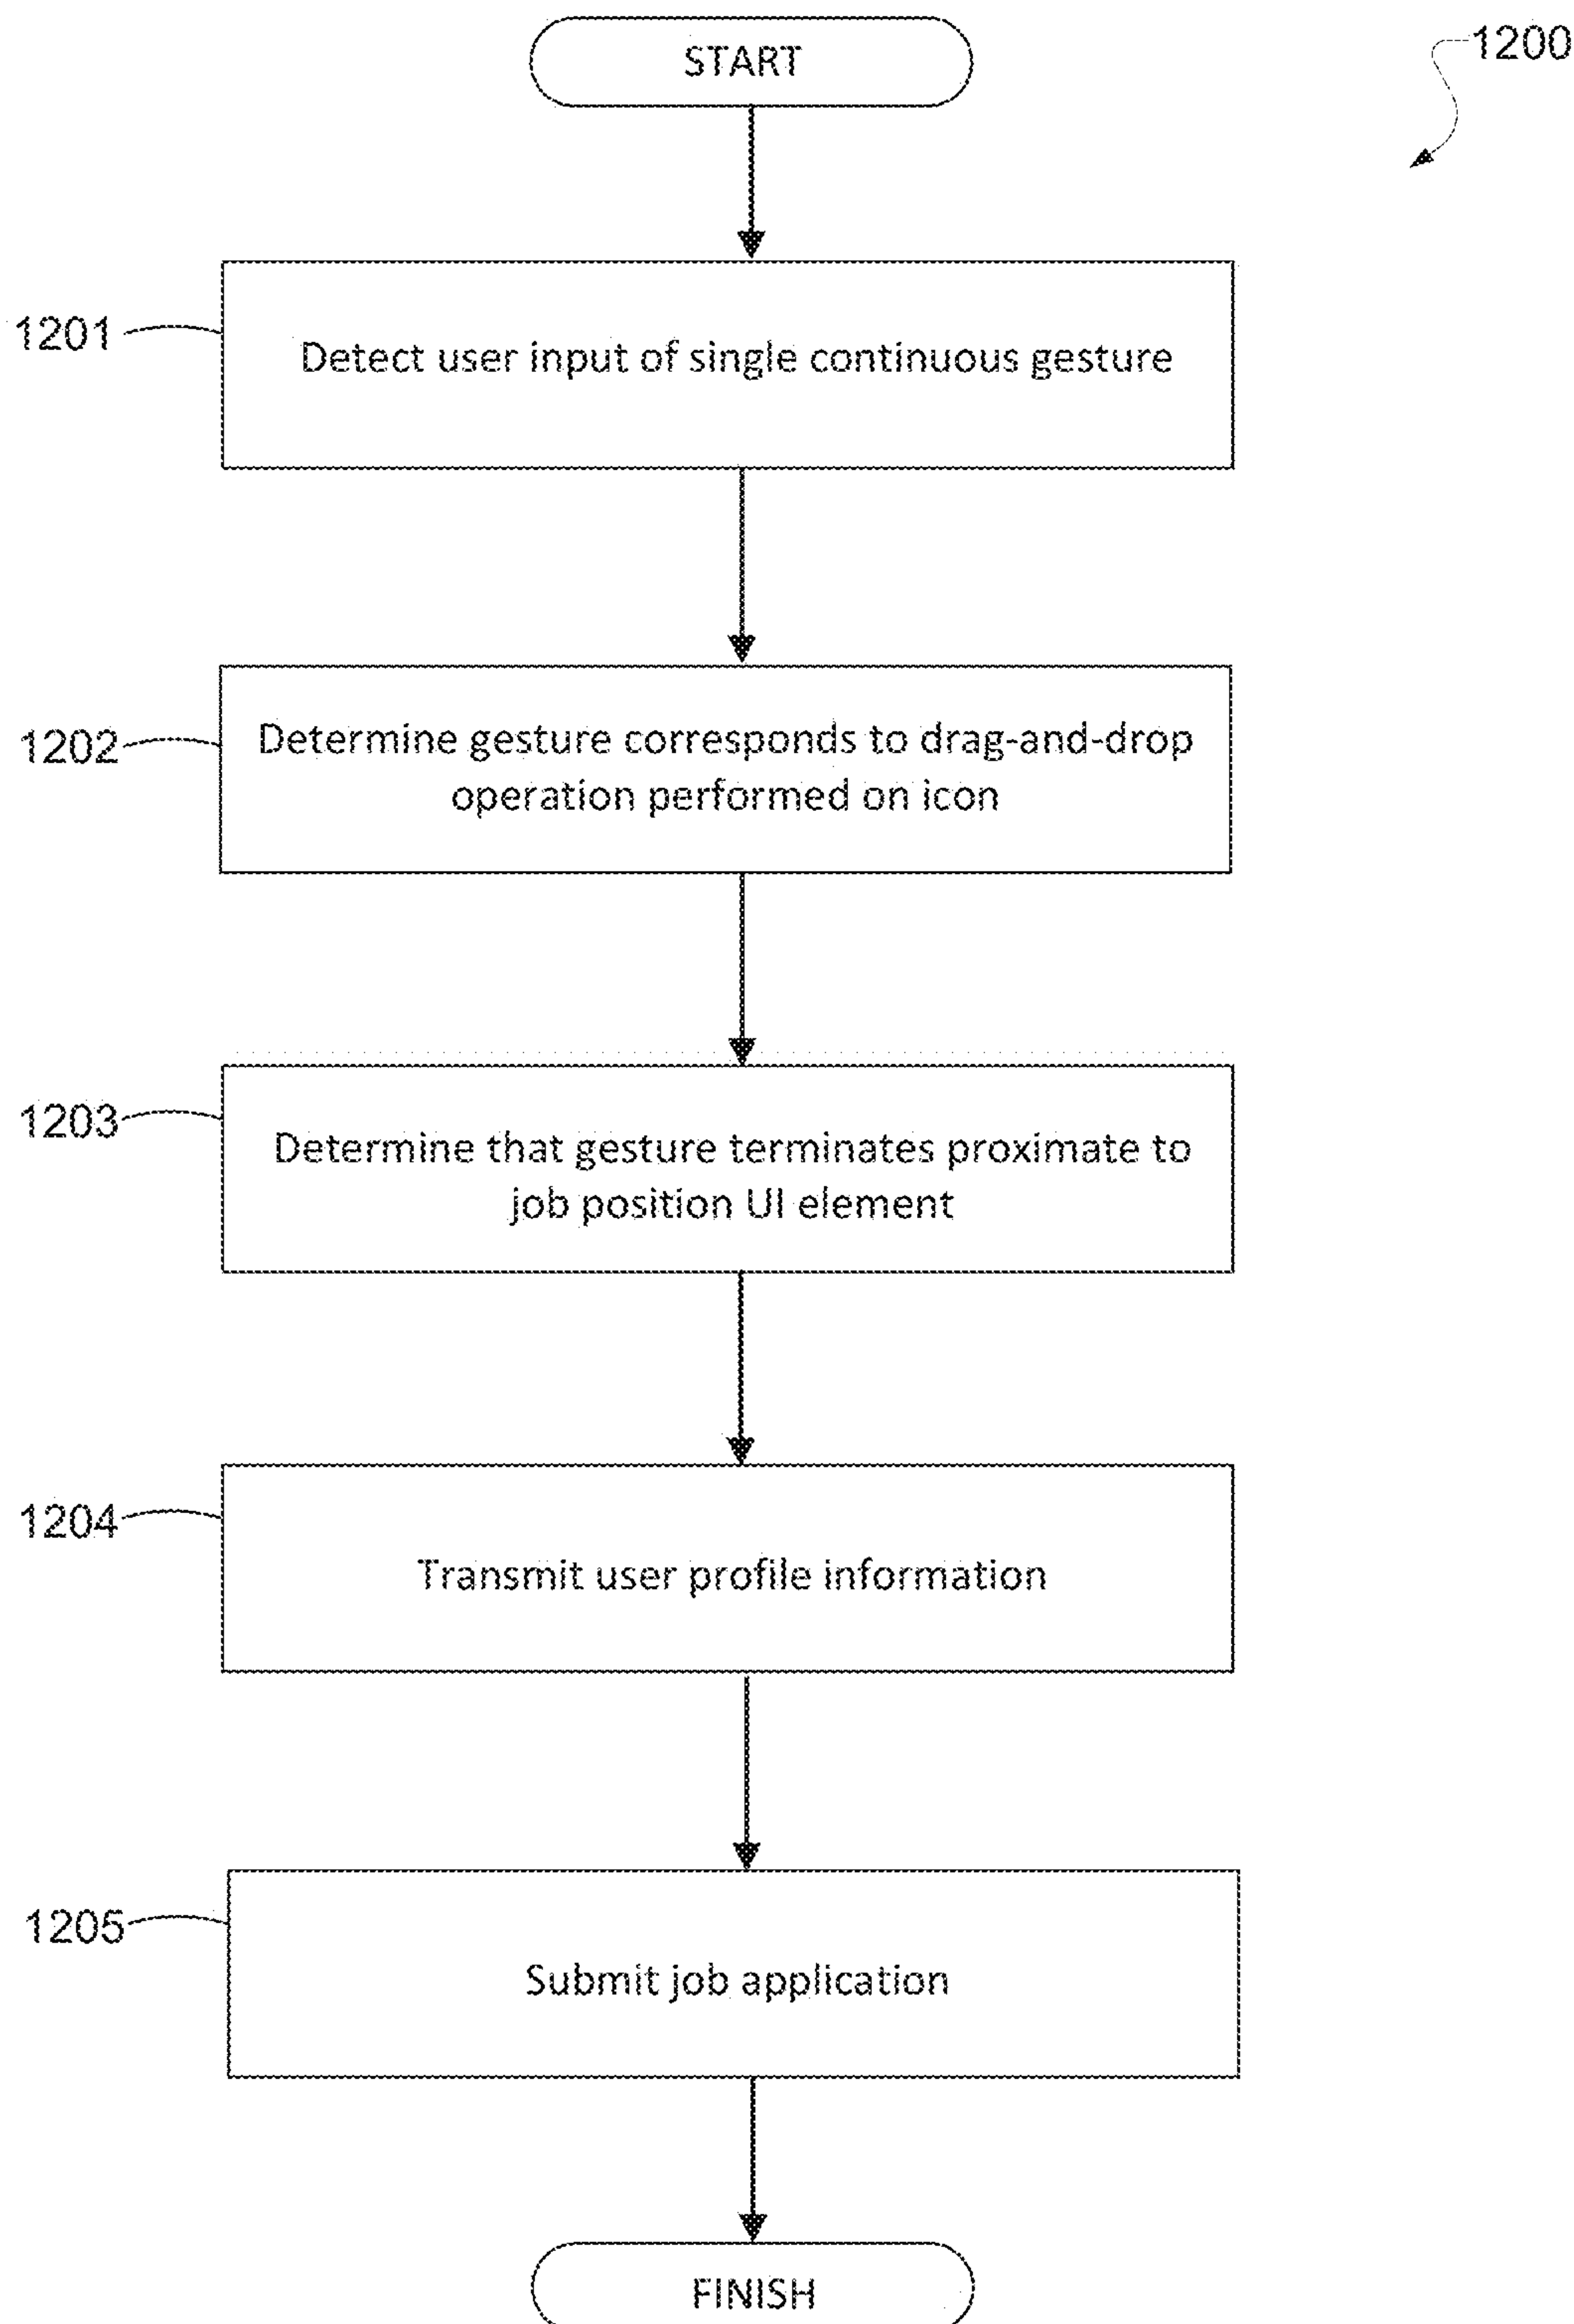 START
1200
1201
Detect user input of single continuous gesture
1202
Determine gesture corresponds to drag-and-drop
operation performed on icon
1203
Determine that gesture terminates proximate to
job position UI element
1204
Transmit user profile information
1205
Submit job application
FINISH